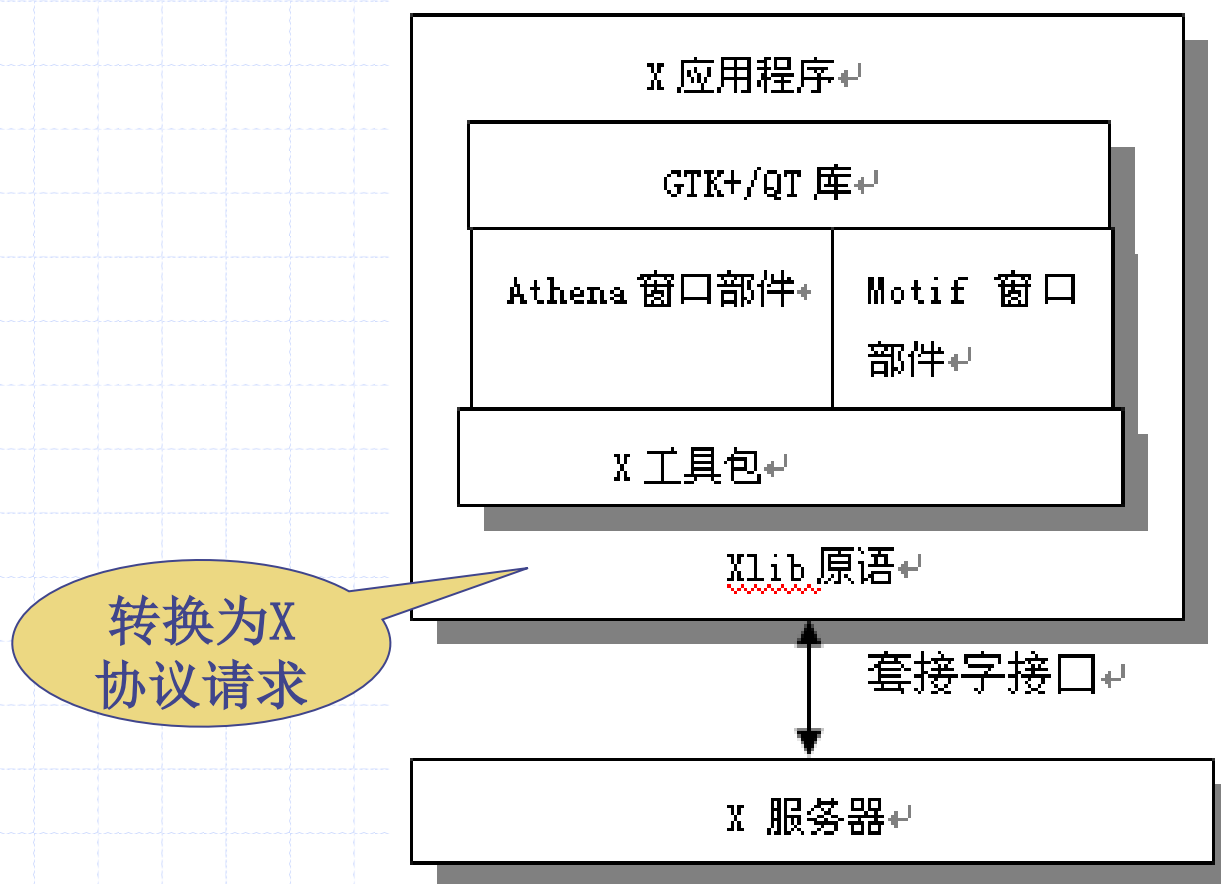 X 应用程序↵
GTK+/QT 库↵
Athena 窗口部件↵
Motif 窗口
部件↵
X 工具包↵
Xlib 原语↵
转换为X
协议请求
套接字接口↵
X 服务器↵